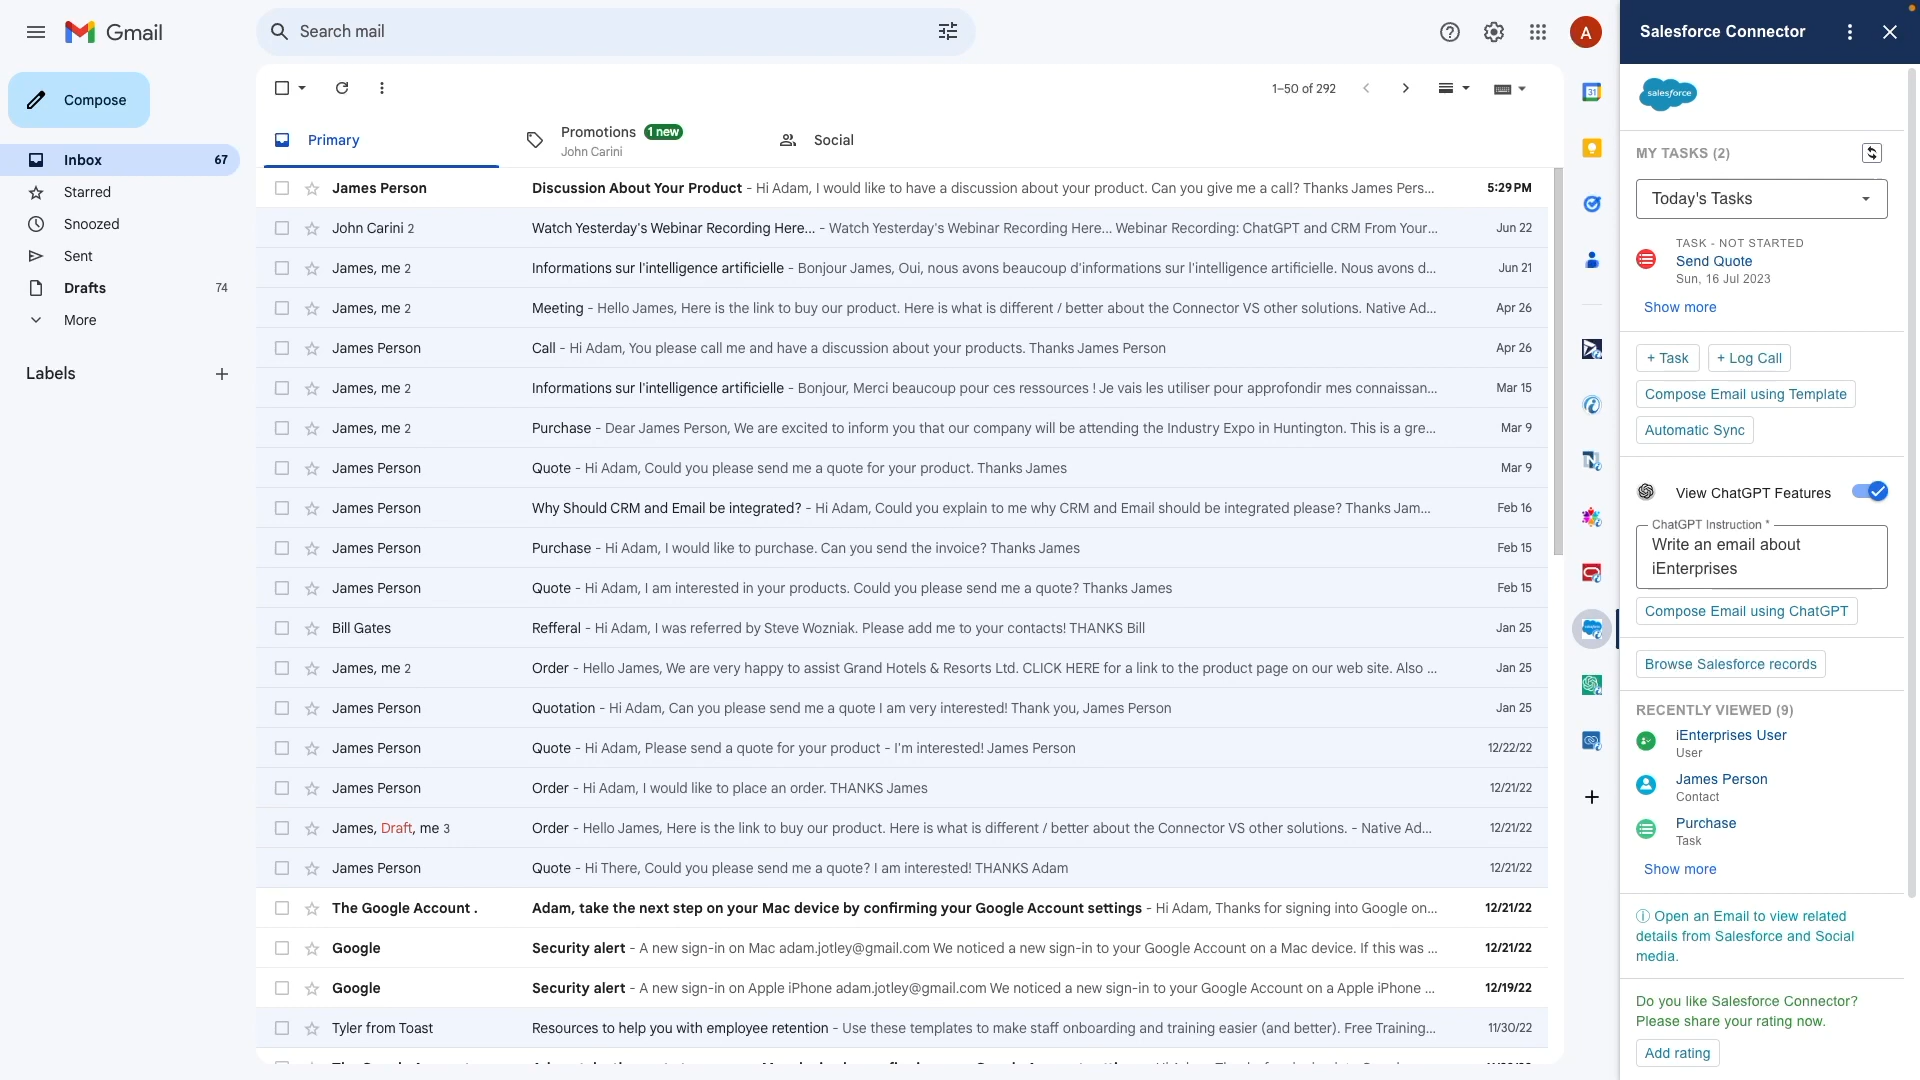 Gmail
Search mail
A
Salesforce Connector
Compose
Inbox 67
Starred
Snoozed
Sent
Drafts 74
More
Labels
1–50 of 292
Primary
Promotions 1 new
John Carini
Social
James Person Discussion About Your Product - Hi Adam, I would like to have a discussion about your product. Can you give me a call? Thanks James Pers... 5:29 PM
John Carini 2 Watch Yesterday's Webinar Recording Here... - Watch Yesterday's Webinar Recording Here... Webinar Recording: ChatGPT and CRM From Your... Jun 22
James, me 2 Informations sur l'intelligence artificielle - Bonjour James, Oui, nous avons beaucoup d'informations sur l'intelligence artificielle. Nous avons d... Jun 21
James, me 2 Meeting - Hello James, Here is the link to buy our product. Here is what is different / better about the Connector VS other solutions. Native Ad... Apr 26
James Person Call - Hi Adam, You please call me and have a discussion about your products. Thanks James Person Apr 26
James, me 2 Informations sur l'intelligence artificielle - Bonjour, Merci beaucoup pour ces ressources ! Je vais les utiliser pour approfondir mes connaissan... Mar 15
James, me 2 Purchase - Dear James Person, We are excited to inform you that our company will be attending the Industry Expo in Huntington. This is a gre... Mar 9
James Person Quote - Hi Adam, Could you please send me a quote for your product. Thanks James Mar 9
James Person Why Should CRM and Email be integrated? - Hi Adam, Could you explain to me why CRM and Email should be integrated please? Thanks Jam... Feb 16
James Person Purchase - Hi Adam, I would like to purchase. Can you send the invoice? Thanks James Feb 15
James Person Quote - Hi Adam, I am interested in your products. Could you please send me a quote? Thanks James Feb 15
Bill Gates Refferal - Hi Adam, I was referred by Steve Wozniak. Please add me to your contacts! THANKS Bill Jan 25
James, me 2 Order - Hello James, We are very happy to assist Grand Hotels & Resorts Ltd. CLICK HERE for a link to the product page on our web site. Also ... Jan 25
James Person Quotation - Hi Adam, Can you please send me a quote I am very interested! Thank you, James Person Jan 25
James Person Quote - Hi Adam, Please send a quote for your product - I'm interested! James Person 12/22/22
James Person Order - Hi Adam, I would like to place an order. THANKS James 12/21/22
James, Draft, me 3 Order - Hello James, Here is the link to buy our product. Here is what is different / better about the Connector VS other solutions. - Native Ad... 12/21/22
James Person Quote - Hi There, Could you please send me a quote? I am interested! THANKS Adam 12/21/22
The Google Account . Adam, take the next step on your Mac device by confirming your Google Account settings - Hi Adam, Thanks for signing into Google on... 12/21/22
Google Security alert - A new sign-in on Mac adam.jotley@gmail.com We noticed a new sign-in to your Google Account on a Mac device. If this was ... 12/21/22
Google Security alert - A new sign-in on Apple iPhone adam.jotley@gmail.com We noticed a new sign-in to your Google Account on a Apple iPhone ... 12/19/22
Tyler from Toast Resources to help you with employee retention - Use these templates to make staff onboarding and training easier (and better). Free Training... 11/30/22
31
salesforce
MY TASKS (2)
Today's Tasks
TASK - NOT STARTED
Send Quote
Sun, 16 Jul 2023
Show more
+ Task + Log Call
Compose Email using Template
Automatic Sync
View ChatGPT Features
ChatGPT Instruction *
Write an email about
iEnterprises
Compose Email using ChatGPT
Browse Salesforce records
RECENTLY VIEWED (9)
iEnterprises User
User
James Person
Contact
Purchase
Task
Show more
Open an Email to view related
details from Salesforce and Social
media.
Do you like Salesforce Connector?
Please share your rating now.
Add rating